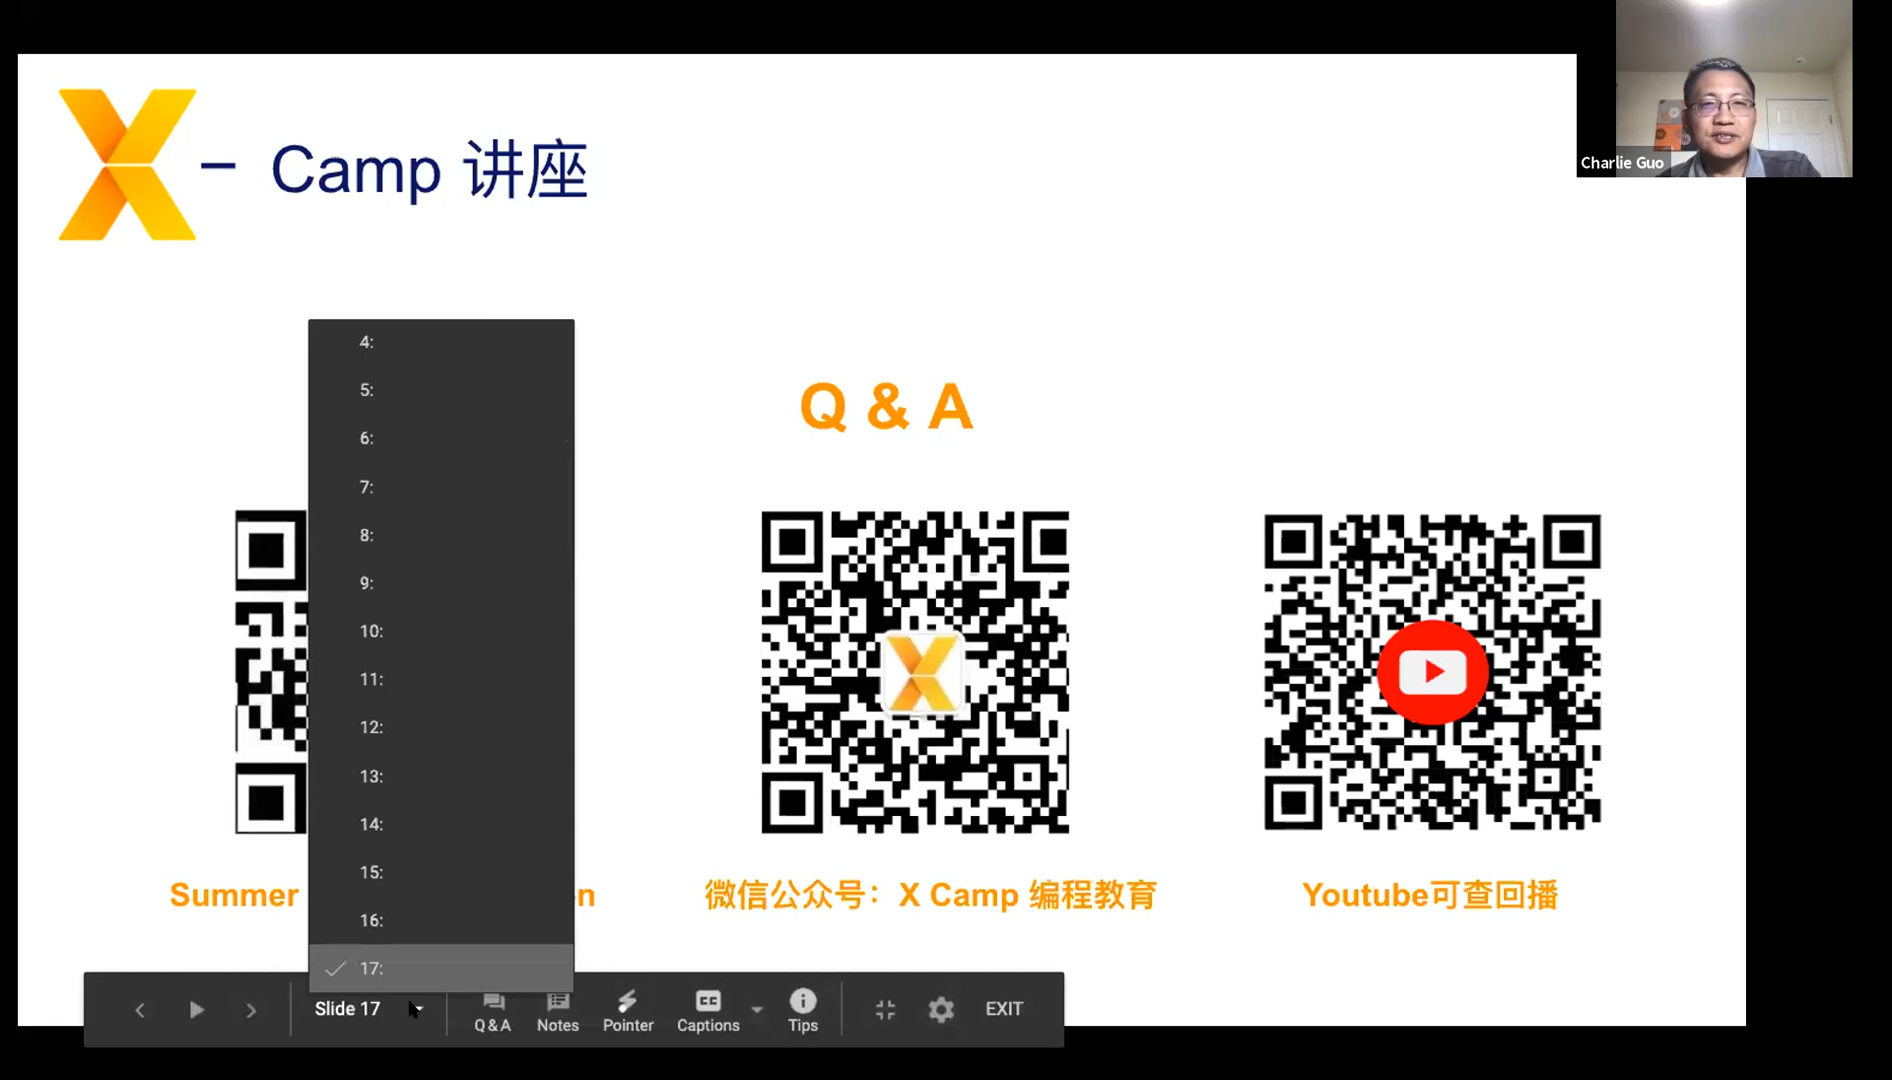 X - Camp 讲座
Charlie Guo
Q & A
4:
5:
6:
7:
8:
9:
10:
11:
12:
13:
14:
15:
16:
17:
Summer
微信公众号：X Camp 编程教育
Youtube可查回播
Slide 17
Q&A
Notes
Pointer
CC
Captions
Tips
EXIT